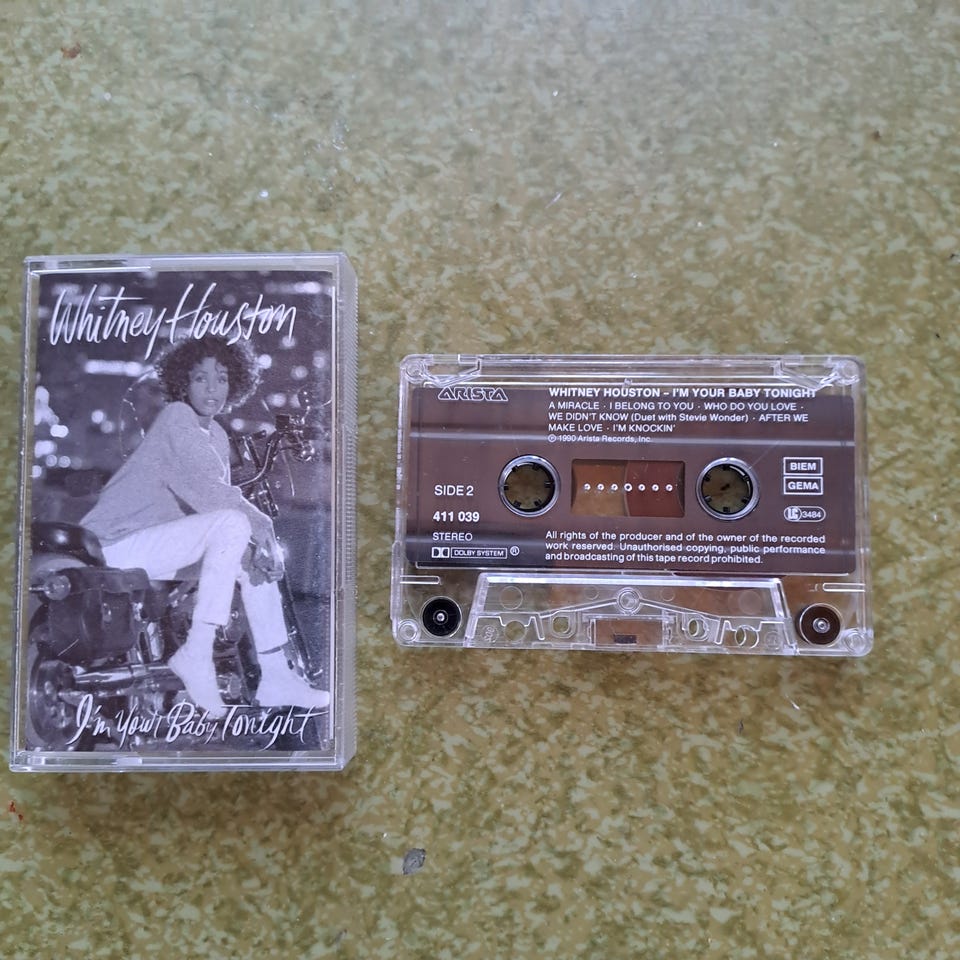 Whitney Houston
I'm Your Baby Tonight
ARISTA
WHITNEY HOUSTON – I'M YOUR BABY TONIGHT
A MIRACLE · I BELONG TO YOU · WHO DO YOU LOVE ·
WE DIDN'T KNOW (Duet with Stevie Wonder) · AFTER WE
MAKE LOVE · I'M KNOCKIN'
℗ 1990 Arista Records, Inc.
SIDE 2
411 039
STEREO
DOLBY SYSTEM ®
BIEM
GEMA
LC 3484
All rights of the producer and of the owner of the recorded
work reserved. Unauthorised copying, public performance
and broadcasting of this tape record prohibited.